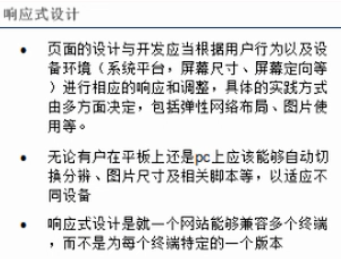 响应式设计
• 页面的设计与开发应当根据用户行为以及设
备环境（系统平台，屏幕尺寸、屏幕定向等
）进行相应的响应和调整，具体的实践方式
由多方面决定，包括弹性网络布局、图片使
用等。
• 无论有户在平板上还是pc上应该能够自动切
换分辨、图片尺寸及相关脚本等，以适应不
同设备
• 响应式设计是就一个网站能够兼容多个终端
，而不是为每个终端特定的一个版本